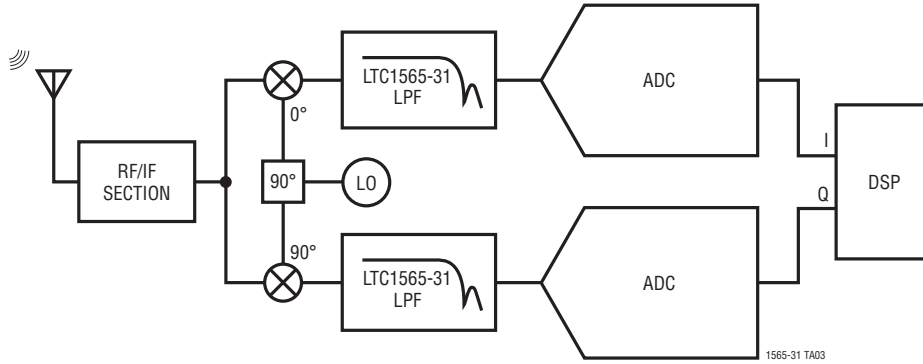 LTC1565-31
LPF
ADC
0°
RF/IF
SECTION
90°
LO
I
Q
DSP
90°
LTC1565-31
LPF
ADC
1565-31 TA03